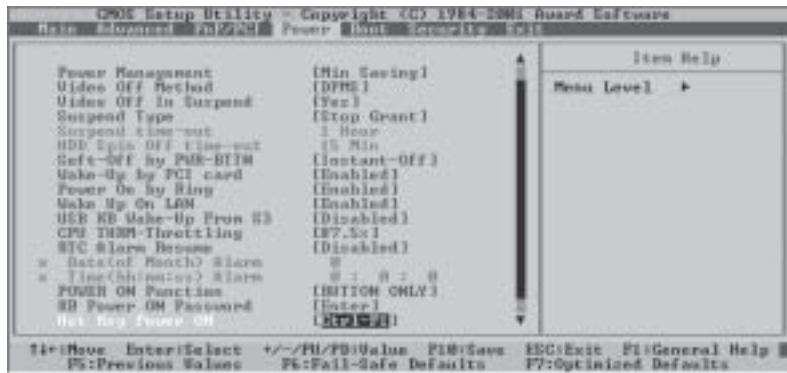 CMOS Setup Utility - Copyright (C) 1984-2001 Award Software
Main Advanced PnP/PCI Power Boot Security Exit
Item Help
Power Management [Min Saving]
Menu Level ▶
Video Off Method [DPMS]
Video Off In Suspend [Yes]
Suspend Type [Stop Grant]
Suspend time-out 1 Hour
HDD Spin Off time-out 15 Min
Soft-Off by PWR-BTTN [Instant-Off]
Wake-Up by PCI card [Enabled]
Power On by Ring [Enabled]
Wake Up On LAN [Enabled]
USB KB Wake-Up From S3 [Disabled]
CPU THRM-Throttling [87.5%]
RTC Alarm Resume [Disabled]
x Date(of Month) Alarm 0
x Time(hh:mm:ss) Alarm 0 : 0 : 0
POWER ON Function [BUTTON ONLY]
KB Power ON Password [Enter]
Hot Key Power ON [Ctrl-F1]
↑↓←:Move Enter:Select +/-/PU/PD:Value F10:Save ESC:Exit F1:General Help
F5:Previous Values F6:Fail-Safe Defaults F7:Optimized Defaults